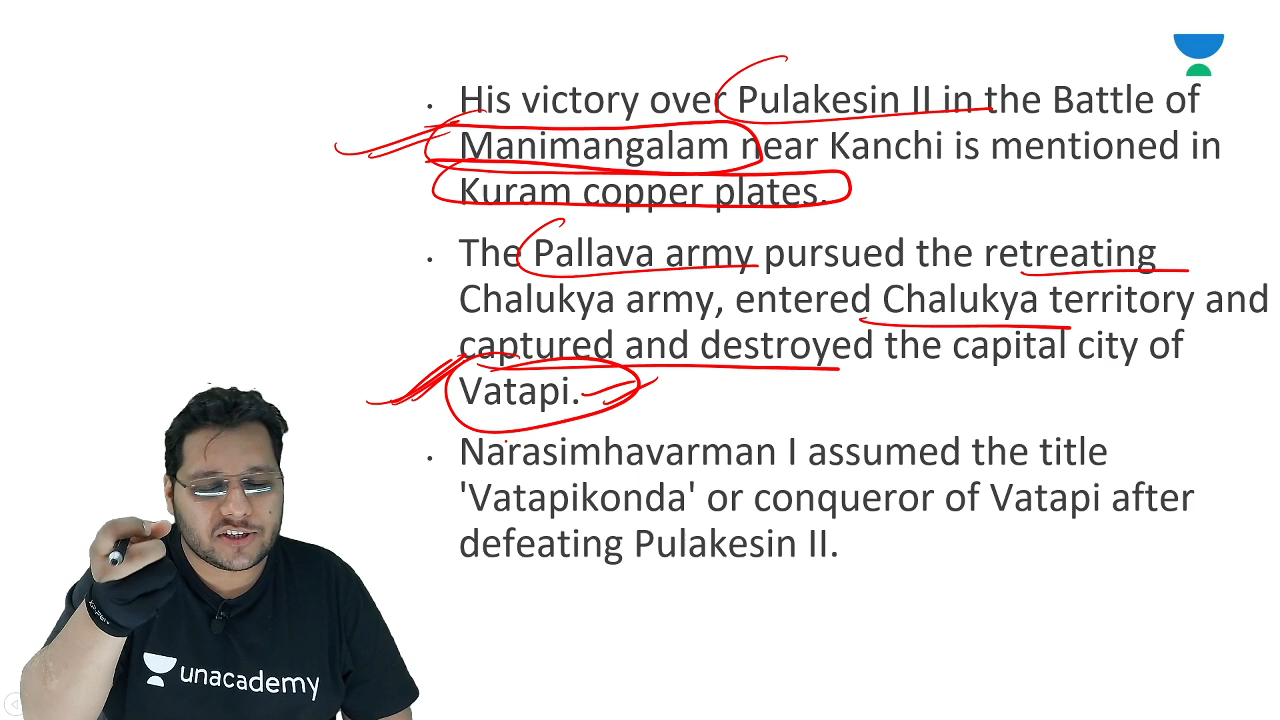 His victory over Pulakesin II in the Battle of
Manimangalam near Kanchi is mentioned in
Kuram copper plates.
The Pallava army pursued the retreating
Chalukya army, entered Chalukya territory and
captured and destroyed the capital city of
Vatapi.
Narasimhavarman I assumed the title
'Vatapikonda' or conqueror of Vatapi after
defeating Pulakesin II.
unacademy